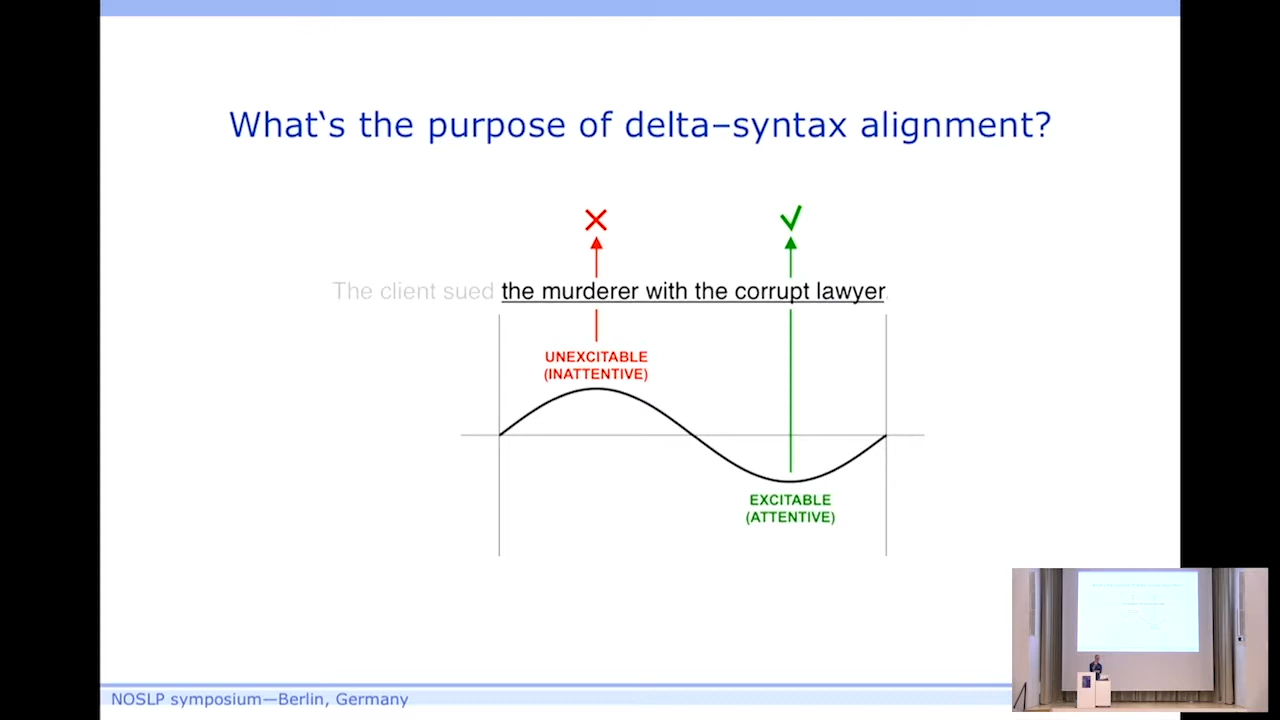 What‘s the purpose of delta–syntax alignment?
The client sued the murderer with the corrupt lawyer.
UNEXCITABLE
(INATTENTIVE)
EXCITABLE
(ATTENTIVE)
NOSLP symposium—Berlin, Germany